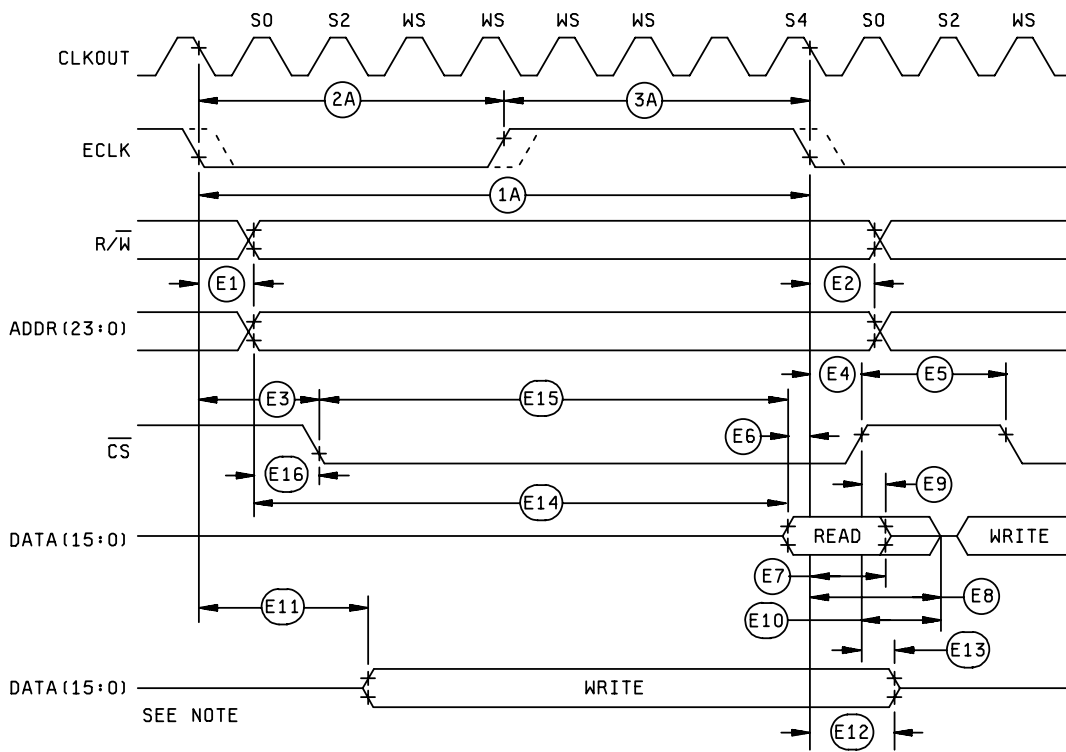 S0 S2 WS WS WS WS S4 S0 S2 WS
CLKOUT
2A 3A
ECLK
1A
R/W̅
E1 E2
ADDR(23:0)
E4 E5
E3 E15
C̅S̅ E6
E16 E9
E14
DATA(15:0) READ WRITE
E7
E11 E8
E10
E13
DATA(15:0) WRITE
SEE NOTE
E12